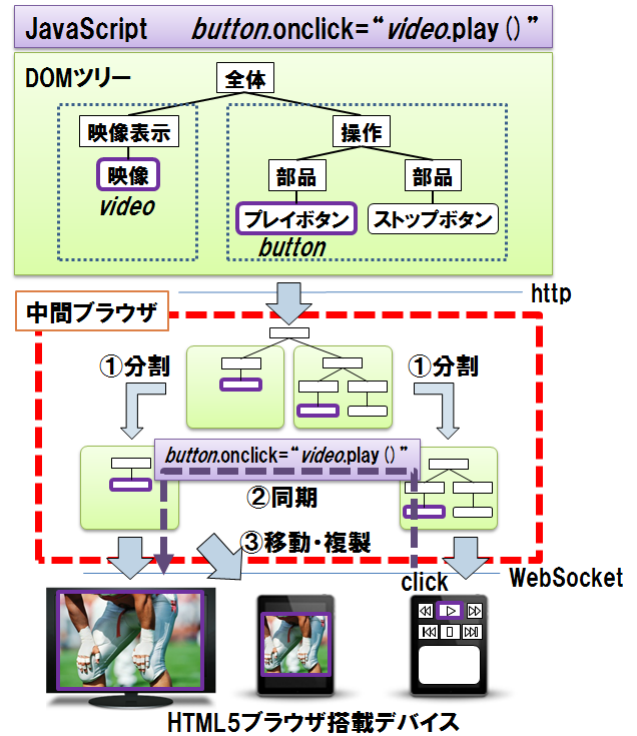 JavaScript button.onclick=“video.play()”
DOMツリー
全体
映像表示
操作
映像
部品
部品
video
プレイボタン
ストップボタン
button
http
中間ブラウザ
①分割
①分割
button.onclick=“video.play()”
②同期
③移動・複製
click
WebSocket
HTML5ブラウザ搭載デバイス